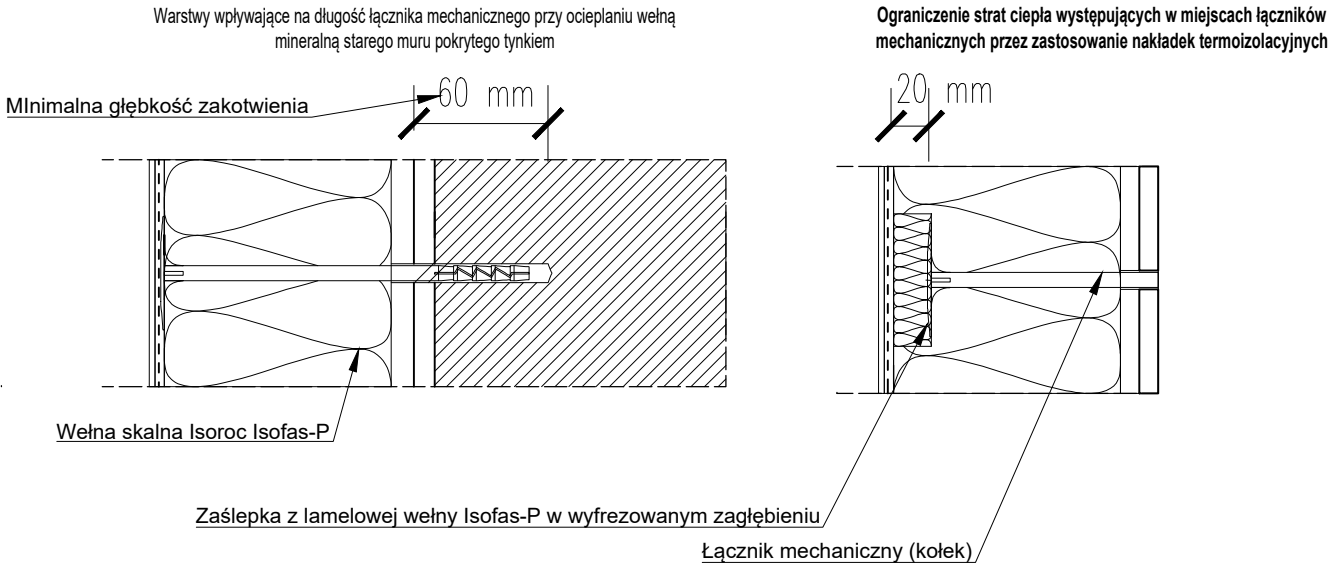 Warstwy wpływające na długość łącznika mechanicznego przy ocieplaniu wełną
mineralną starego muru pokrytego tynkiem
Ograniczenie strat ciepła występujących w miejscach łączników
mechanicznych przez zastosowanie nakładek termoizolacyjnych
MInimalna głębkość zakotwienia
60 mm
20 mm
Wełna skalna Isoroc Isofas-P
Zaślepka z lamelowej wełny Isofas-P w wyfrezowanym zagłębieniu
Łącznik mechaniczny (kołek)